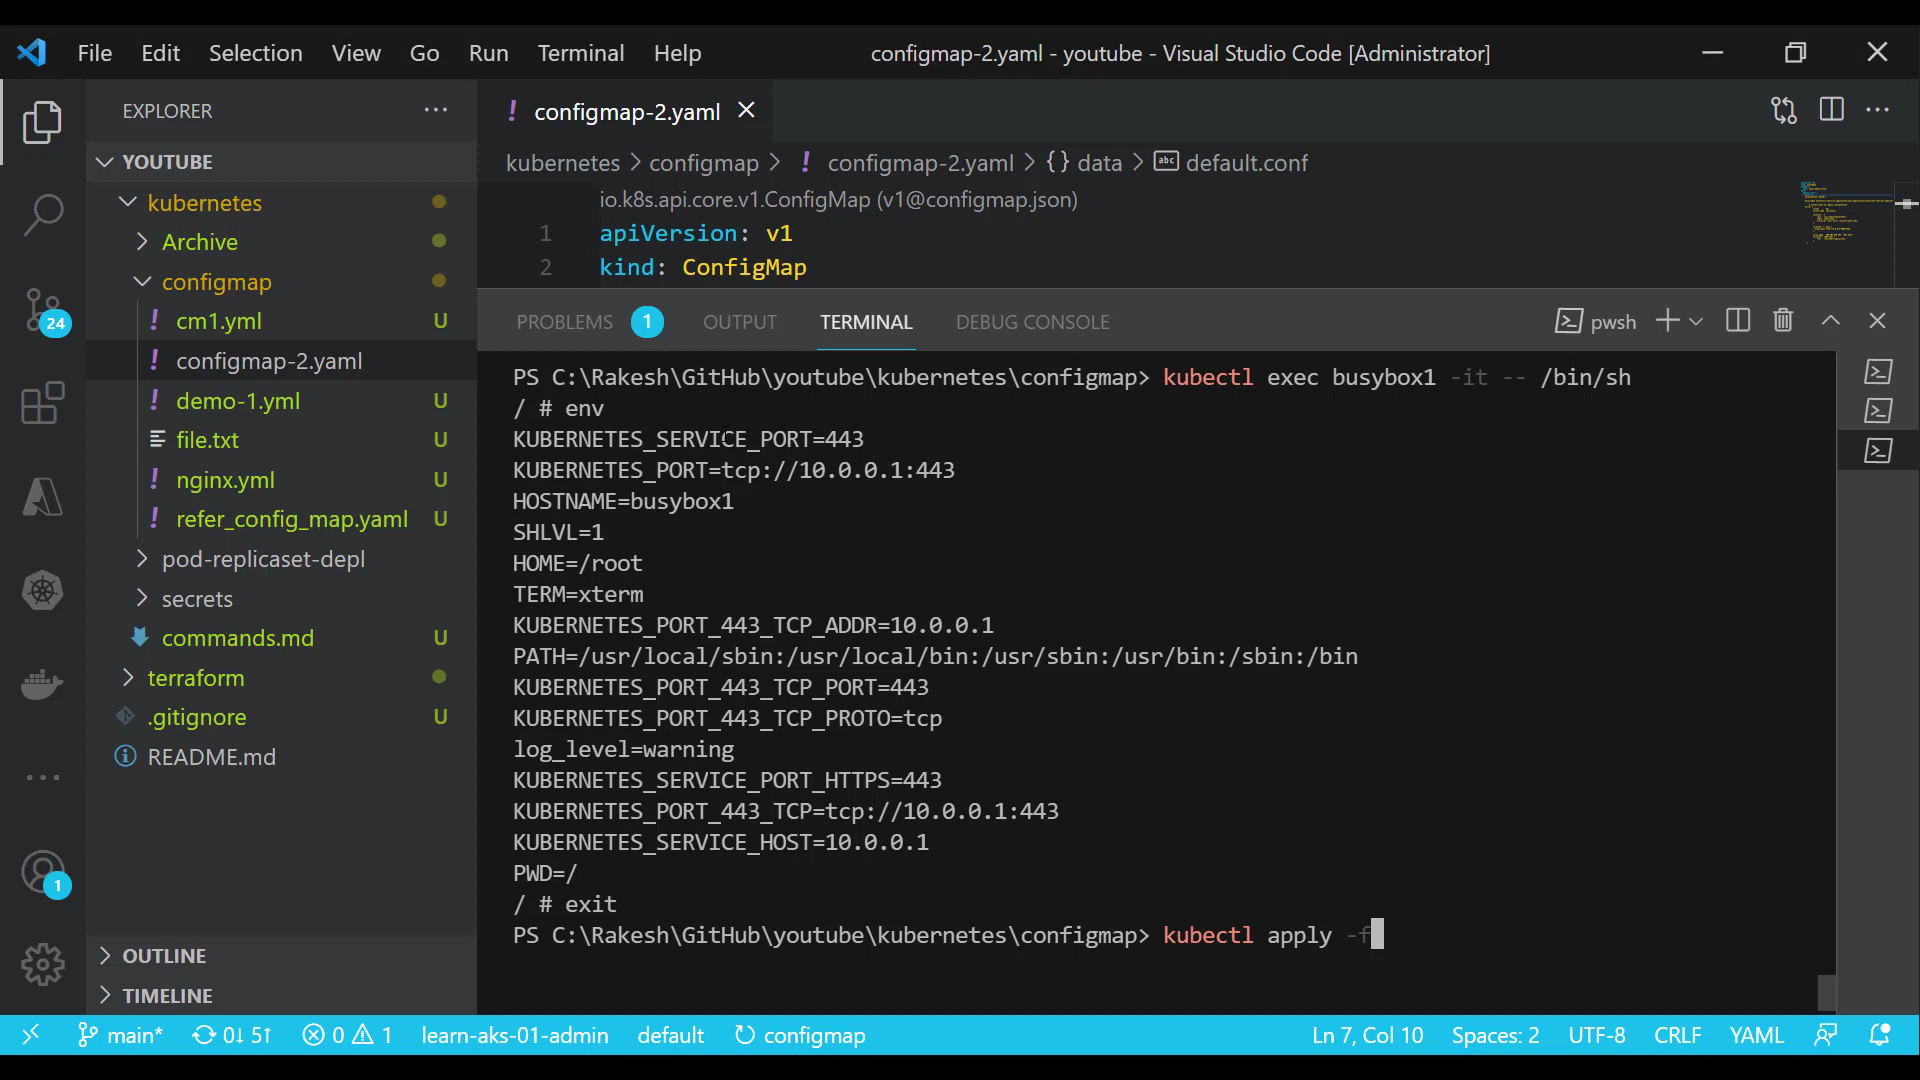 File Edit Selection View Go Run Terminal Help
configmap-2.yaml - youtube - Visual Studio Code [Administrator]
EXPLORER
YOUTUBE
kubernetes
Archive
configmap
! cm1.yml U
! configmap-2.yaml
! demo-1.yml U
file.txt U
! nginx.yml U
! refer_config_map.yaml U
pod-replicaset-depl
secrets
commands.md U
terraform
.gitignore U
README.md
OUTLINE
TIMELINE
24
1
! configmap-2.yaml
kubernetes > configmap > ! configmap-2.yaml > {} data > abc default.conf
io.k8s.api.core.v1.ConfigMap (v1@configmap.json)
1 apiVersion: v1
2 kind: ConfigMap
PROBLEMS 1 OUTPUT TERMINAL DEBUG CONSOLE
pwsh
PS C:\Rakesh\GitHub\youtube\kubernetes\configmap> kubectl exec busybox1 -it -- /bin/sh
/ # env
KUBERNETES_SERVICE_PORT=443
KUBERNETES_PORT=tcp://10.0.0.1:443
HOSTNAME=busybox1
SHLVL=1
HOME=/root
TERM=xterm
KUBERNETES_PORT_443_TCP_ADDR=10.0.0.1
PATH=/usr/local/sbin:/usr/local/bin:/usr/sbin:/usr/bin:/sbin:/bin
KUBERNETES_PORT_443_TCP_PORT=443
KUBERNETES_PORT_443_TCP_PROTO=tcp
log_level=warning
KUBERNETES_SERVICE_PORT_HTTPS=443
KUBERNETES_PORT_443_TCP=tcp://10.0.0.1:443
KUBERNETES_SERVICE_HOST=10.0.0.1
PWD=/
/ # exit
PS C:\Rakesh\GitHub\youtube\kubernetes\configmap> kubectl apply -f
main* 0↓ 5↑ 0 1 learn-aks-01-admin default configmap
Ln 7, Col 10 Spaces: 2 UTF-8 CRLF YAML